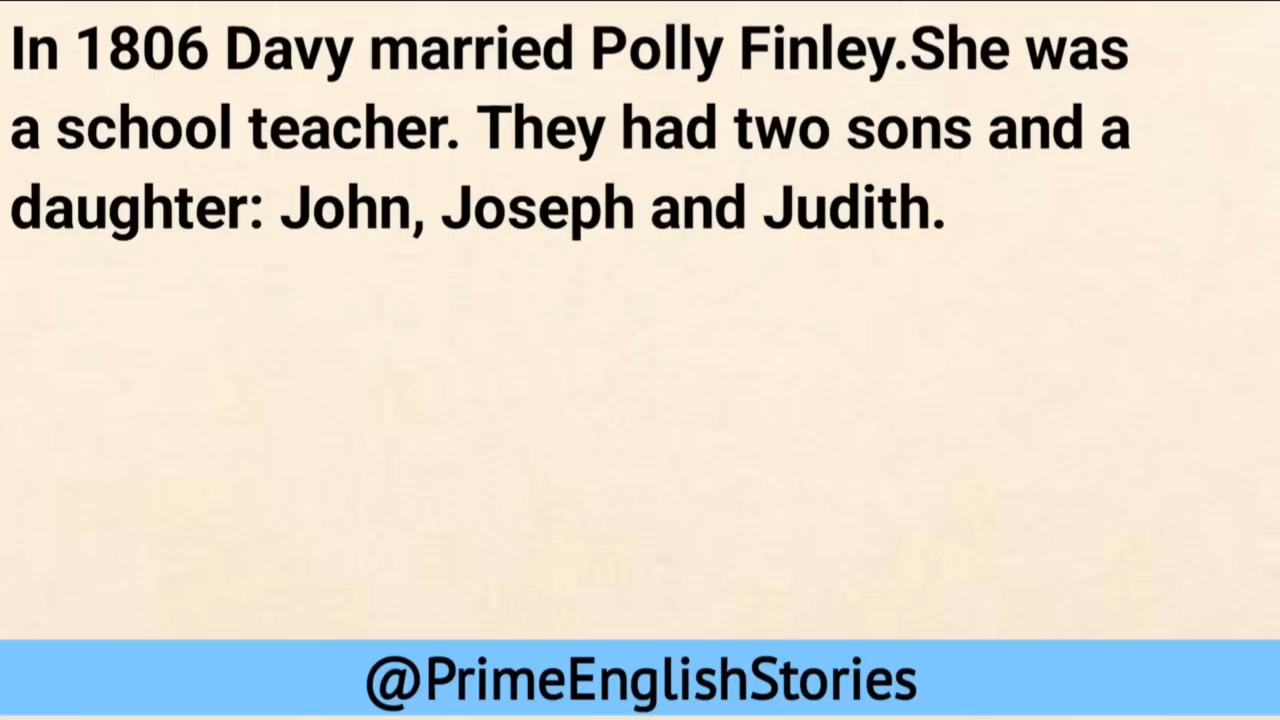 In 1806 Davy married Polly Finley.She was
a school teacher. They had two sons and a
daughter: John, Joseph and Judith.
@PrimeEnglishStories